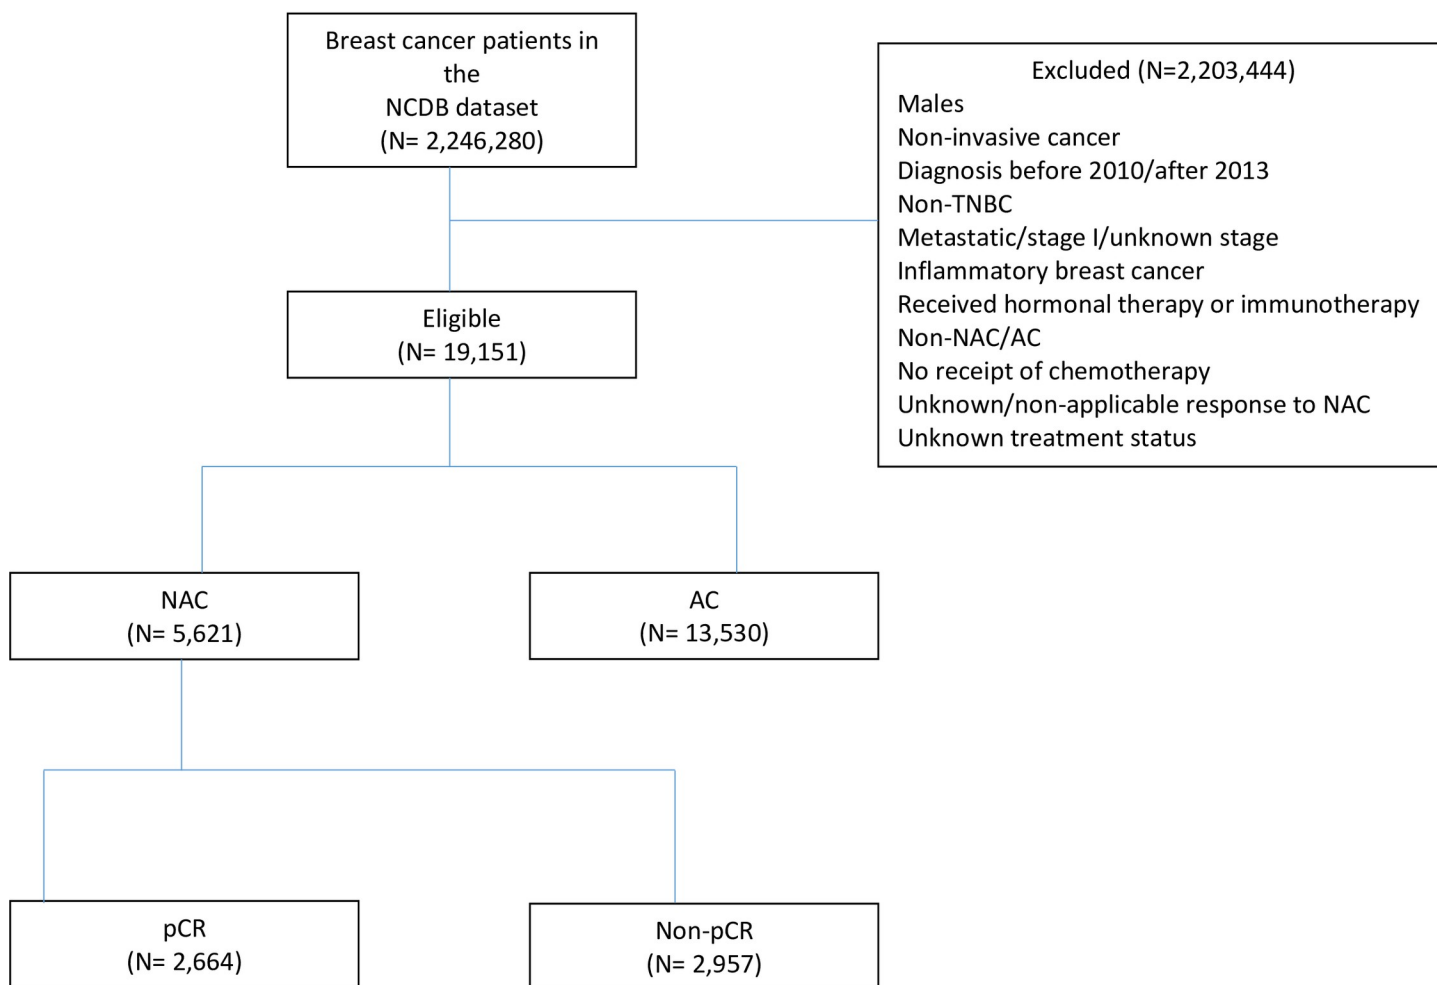 Breast cancer patients in
the
NCDB dataset
(N= 2,246,280)
Excluded (N=2,203,444)
Males
Non-invasive cancer
Diagnosis before 2010/after 2013
Non-TNBC
Metastatic/stage I/unknown stage
Inflammatory breast cancer
Received hormonal therapy or immunotherapy
Non-NAC/AC
No receipt of chemotherapy
Unknown/non-applicable response to NAC
Unknown treatment status
Eligible
(N= 19,151)
NAC
(N= 5,621)
AC
(N= 13,530)
pCR
(N= 2,664)
Non-pCR
(N= 2,957)